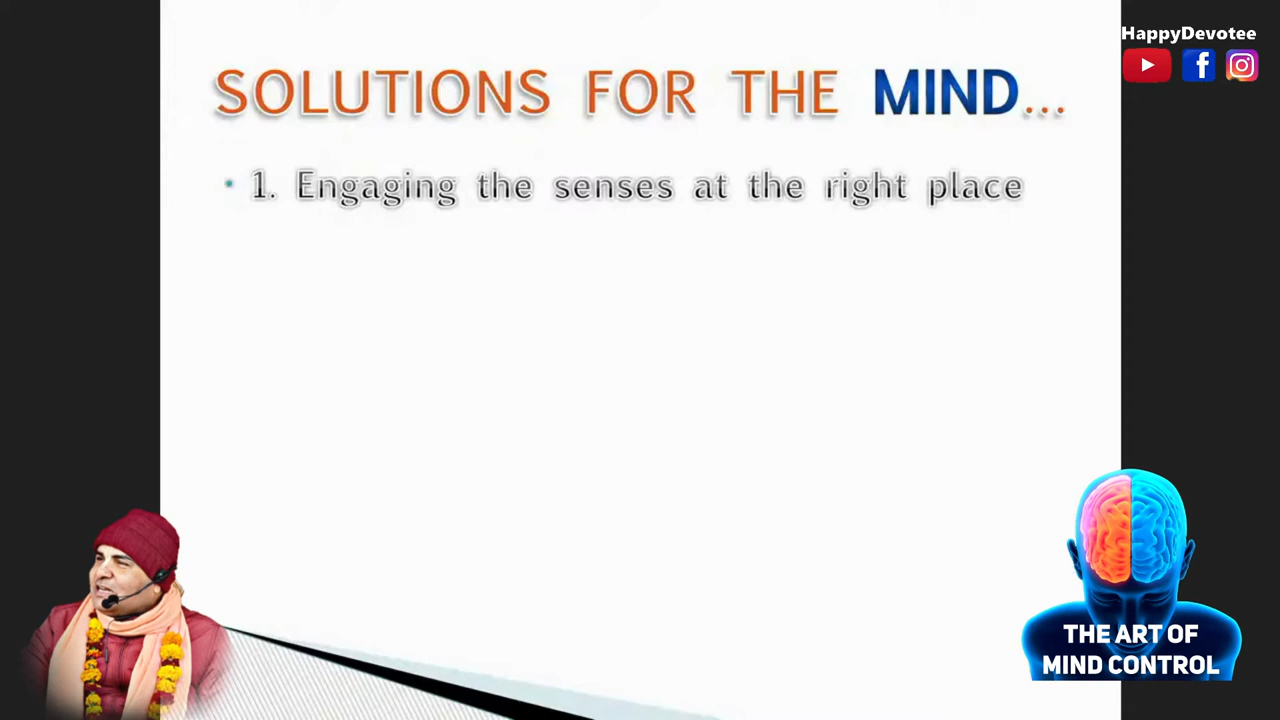 HappyDevotee
SOLUTIONS FOR THE MIND...
• 1. Engaging the senses at the right place
THE ART OF
MIND CONTROL